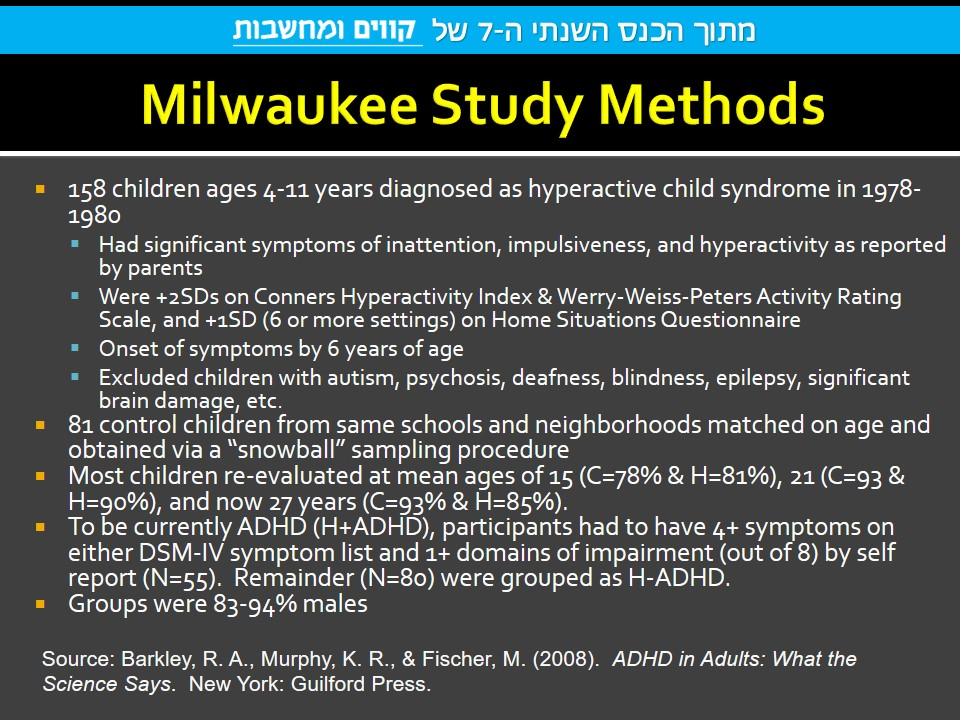 מתוך הכנס השנתי ה-7 של קווים ומחשבות
Milwaukee Study Methods
158 children ages 4-11 years diagnosed as hyperactive child syndrome in 1978-
1980
Had significant symptoms of inattention, impulsiveness, and hyperactivity as reported
by parents
Were +2SDs on Conners Hyperactivity Index & Werry-Weiss-Peters Activity Rating
Scale, and +1SD (6 or more settings) on Home Situations Questionnaire
Onset of symptoms by 6 years of age
Excluded children with autism, psychosis, deafness, blindness, epilepsy, significant
brain damage, etc.
81 control children from same schools and neighborhoods matched on age and
obtained via a “snowball” sampling procedure
Most children re-evaluated at mean ages of 15 (C=78% & H=81%), 21 (C=93 &
H=90%), and now 27 years (C=93% & H=85%).
To be currently ADHD (H+ADHD), participants had to have 4+ symptoms on
either DSM-IV symptom list and 1+ domains of impairment (out of 8) by self
report (N=55).  Remainder (N=80) were grouped as H-ADHD.
Groups were 83-94% males
Source: Barkley, R. A., Murphy, K. R., & Fischer, M. (2008).  ADHD in Adults: What the
Science Says.  New York: Guilford Press.